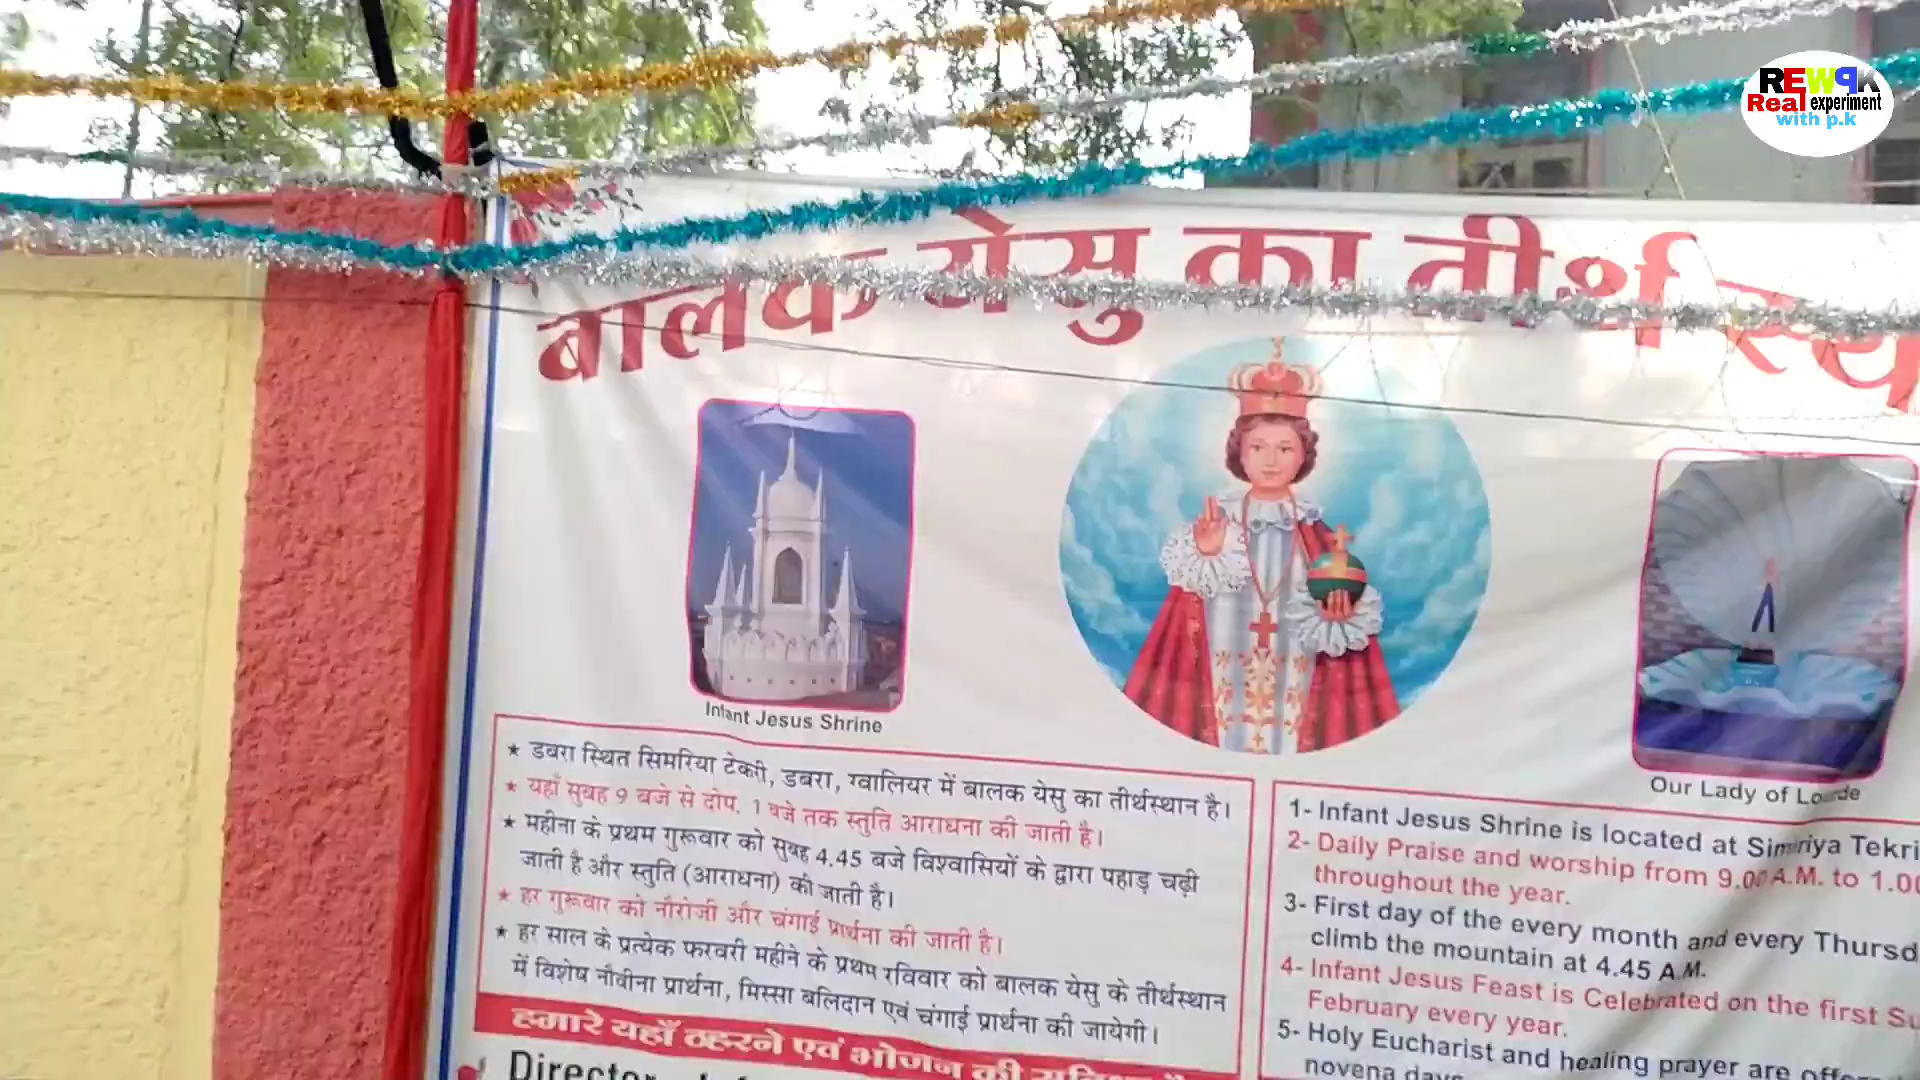 REWPK
Real experiment
with p.k
बालक येसु का तीर्थ
Infant Jesus Shrine
Our Lady of Lourde
★ डबरा स्थित सिमरिया टेकरी, डबरा, ग्वालियर में बालक येसु का तीर्थस्थान है।
★ यहाँ सुबह 9 बजे से दोप. 1 बजे तक स्तुति आराधना की जाती है।
★ महीना के प्रथम गुरूवार को सुबह 4.45 बजे विश्वासियों के द्वारा पहाड़ चढ़ी
जाती है और स्तुति (आराधना) की जाती है।
★ हर गुरूवार को नौरोजी और चंगाई प्रार्थना की जाती है।
★ हर साल के प्रत्येक फरवरी महीने के प्रथम रविवार को बालक येसु के तीर्थस्थान
में विशेष नौवीना प्रार्थना, मिस्सा बलिदान एवं चंगाई प्रार्थना की जायेगी।
हमारे यहाँ ठहरने एवं भोजन की
Director
1- Infant Jesus Shrine is located at Simiriya Tekri
2- Daily Praise and worship from 9.00 A.M. to 1.00
throughout the year.
3- First day of the every month and every
climb the mountain at 4.45 A.M.
4- Infant Jesus Feast is Celebrated on the first
February every year.
5- Holy Eucharist and healing prayer are
novena days